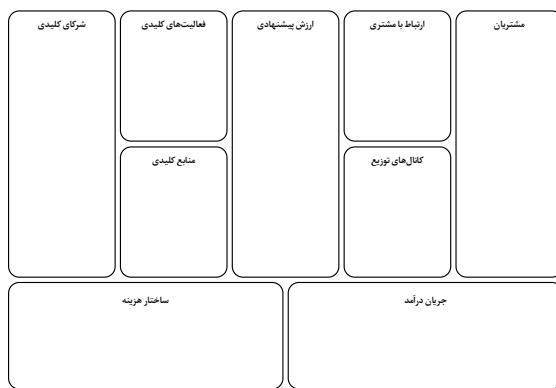 مشتریان
ارتباط با مشتری
ارزش پیشنهادی
فعالیت‌های کلیدی
شرکای کلیدی
کانال‌های توزیع
منابع کلیدی
جریان درآمد
ساختار هزینه